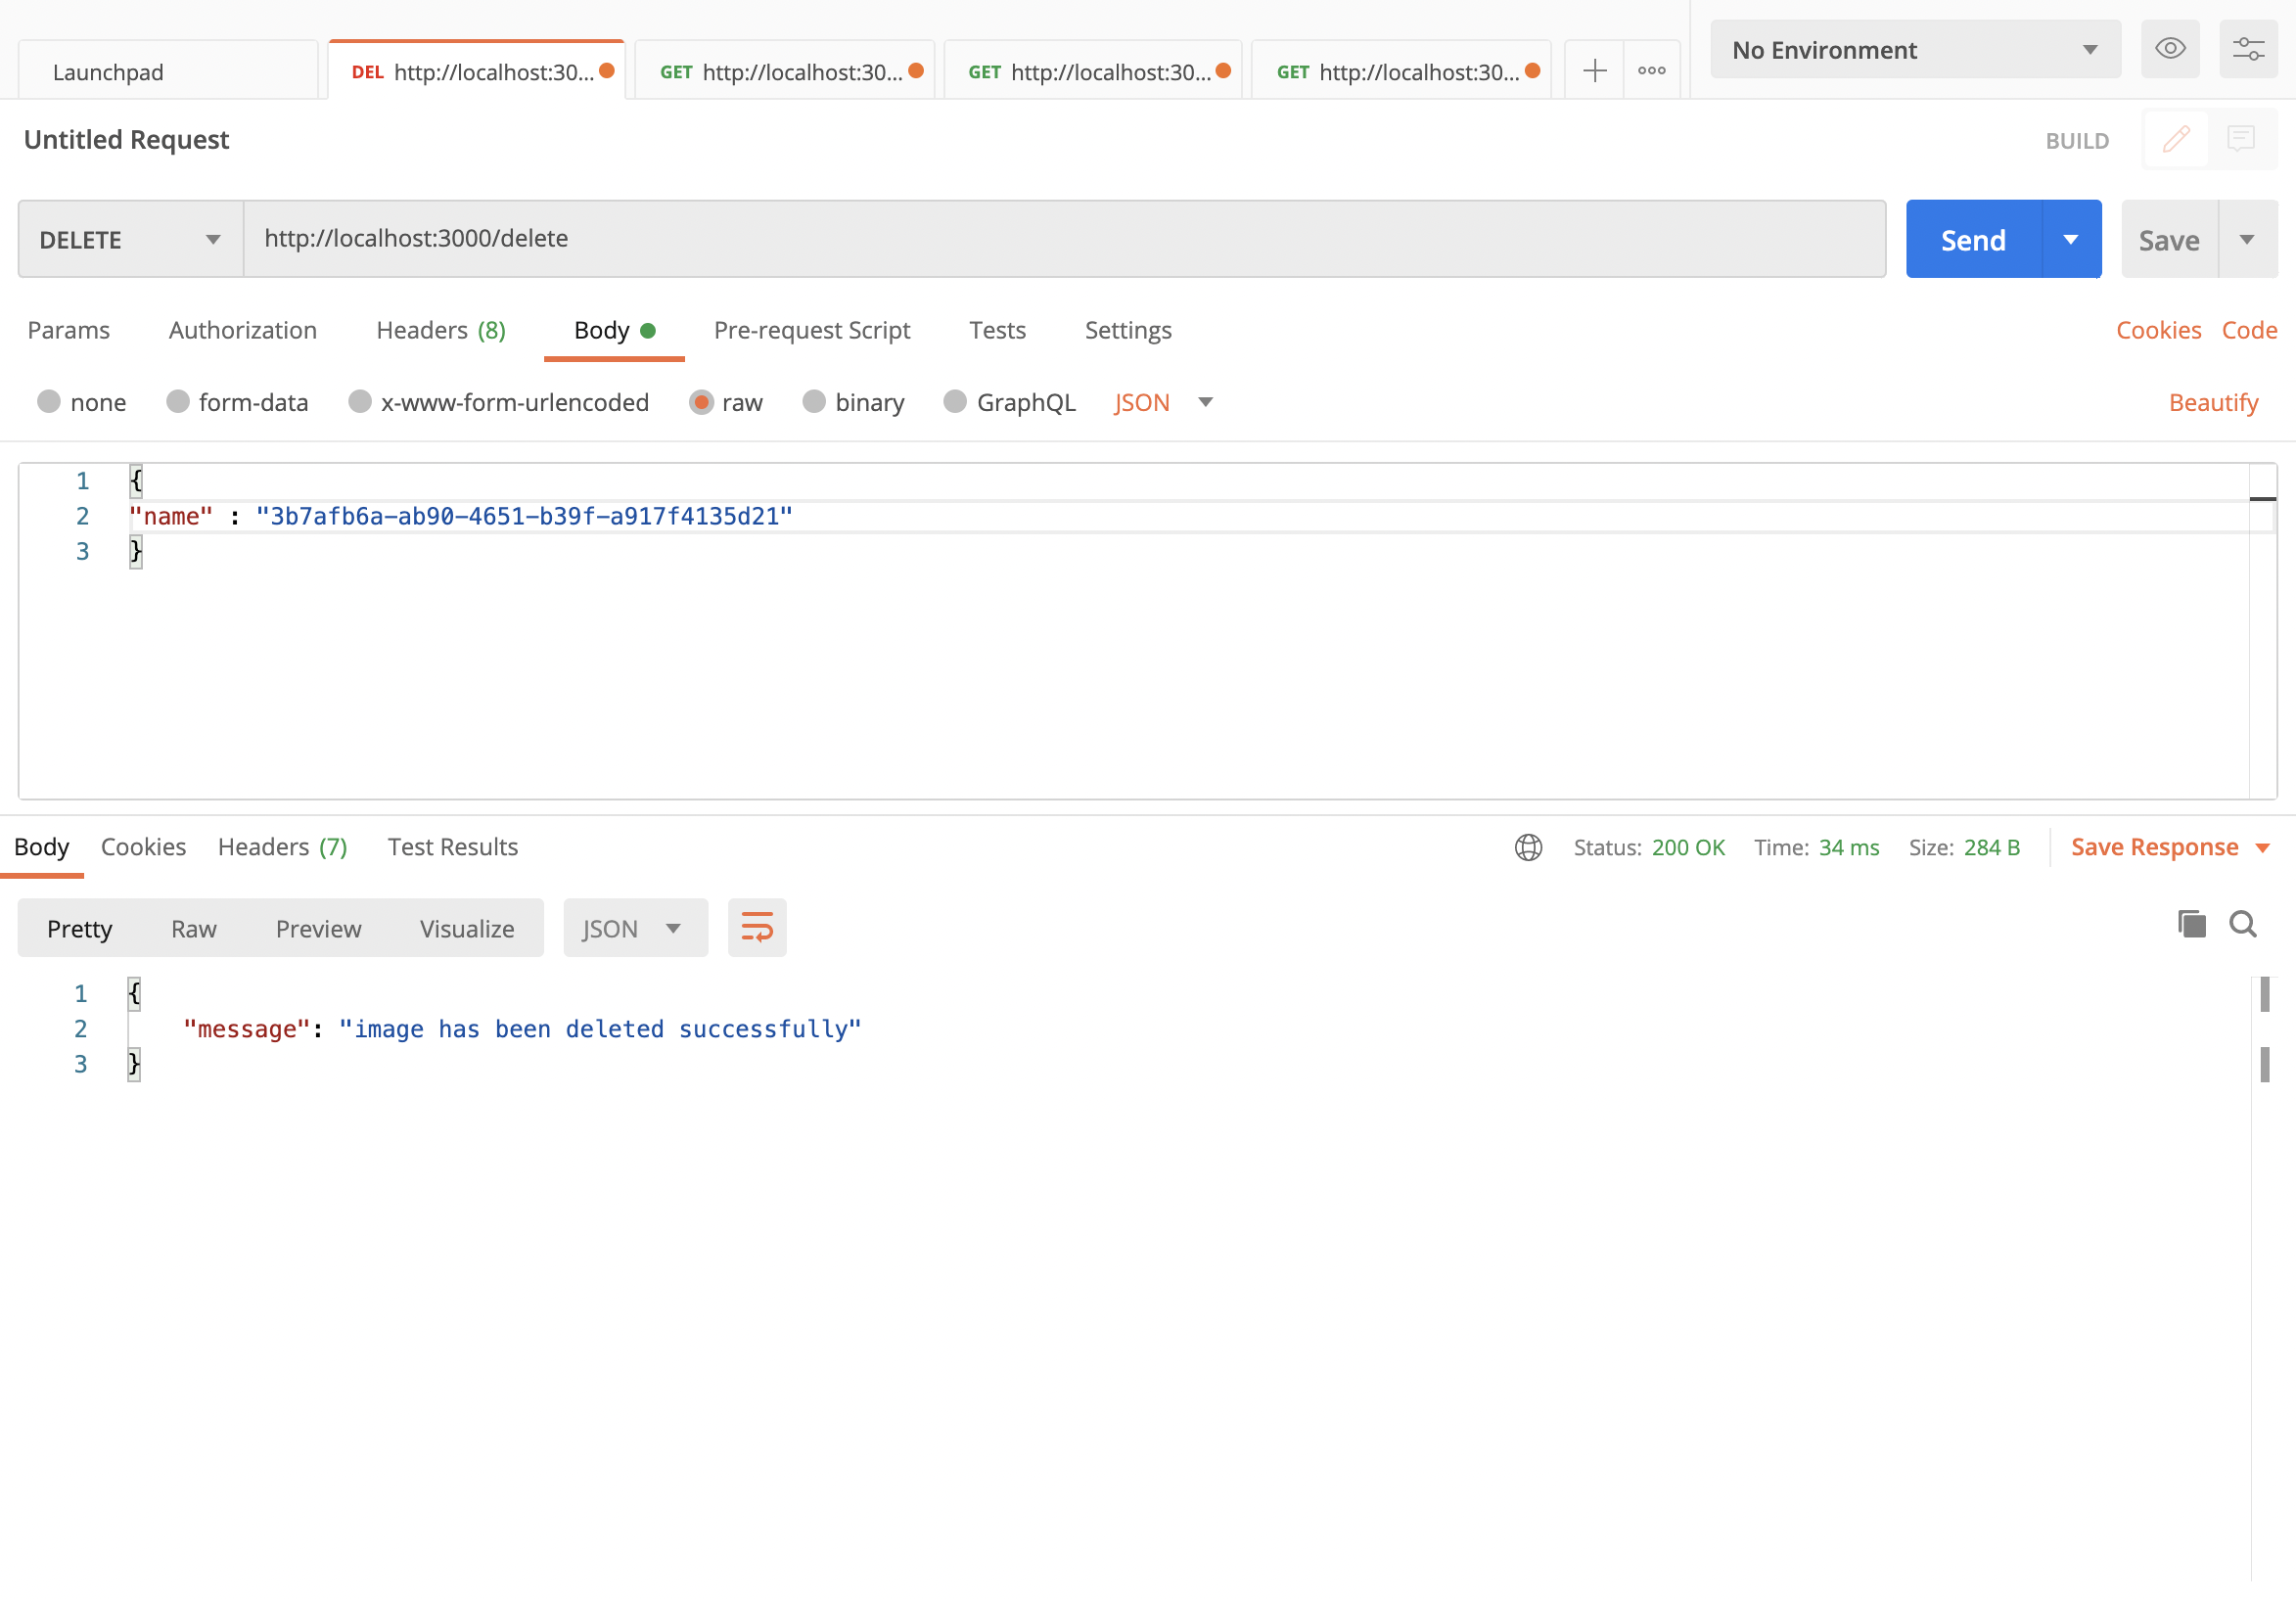 Launchpad
DEL http://localhost:30...
GET http://localhost:30...
GET http://localhost:30...
GET http://localhost:30...
No Environment
Untitled Request
BUILD
DELETE
http://localhost:3000/delete
Send
Save
Params Authorization Headers (8) Body Pre-request Script Tests Settings Cookies Code
none form-data x-www-form-urlencoded raw binary GraphQL JSON Beautify
1 {
2 "name" : "3b7afb6a-ab90-4651-b39f-a917f4135d21"
3 }
Body Cookies Headers (7) Test Results Status: 200 OK Time: 34 ms Size: 284 B Save Response
Pretty Raw Preview Visualize JSON
1 {
2 "message": "image has been deleted successfully"
3 }